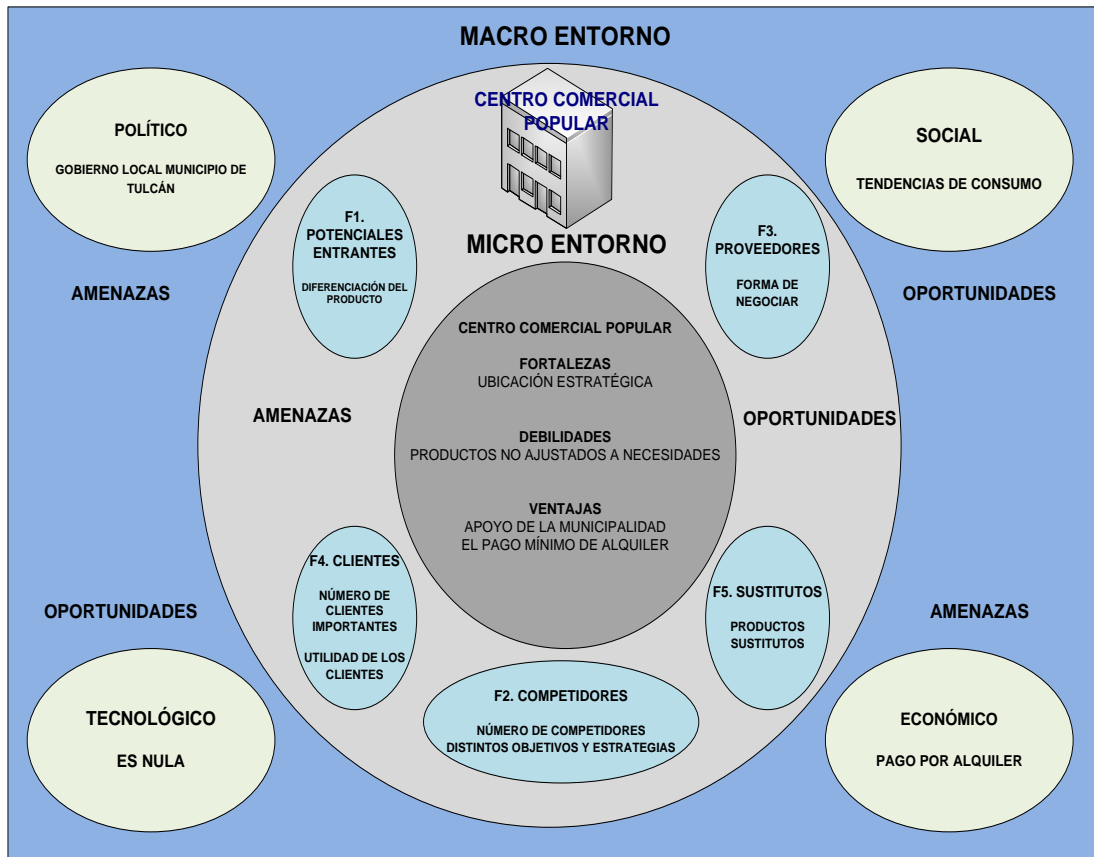 MACRO ENTORNO
CENTRO COMERCIAL
POPULAR
POLÍTICO
GOBIERNO LOCAL MUNICIPIO DE
TULCÁN
SOCIAL
TENDENCIAS DE CONSUMO
F1.
POTENCIALES
ENTRANTES
DIFERENCIACIÓN DEL
PRODUCTO
MICRO ENTORNO
F3.
PROVEEDORES
FORMA DE
NEGOCIAR
AMENAZAS
OPORTUNIDADES
CENTRO COMERCIAL POPULAR
FORTALEZAS
UBICACIÓN ESTRATÉGICA
AMENAZAS
OPORTUNIDADES
DEBILIDADES
PRODUCTOS NO AJUSTADOS A NECESIDADES
VENTAJAS
APOYO DE LA MUNICIPALIDAD
EL PAGO MÍNIMO DE ALQUILER
F4. CLIENTES
NÚMERO DE
CLIENTES
IMPORTANTES
UTILIDAD DE LOS
CLIENTES
F5. SUSTITUTOS
PRODUCTOS
SUSTITUTOS
OPORTUNIDADES
AMENAZAS
F2. COMPETIDORES
NÚMERO DE COMPETIDORES
DISTINTOS OBJETIVOS Y ESTRATEGIAS
TECNOLÓGICO
ES NULA
ECONÓMICO
PAGO POR ALQUILER